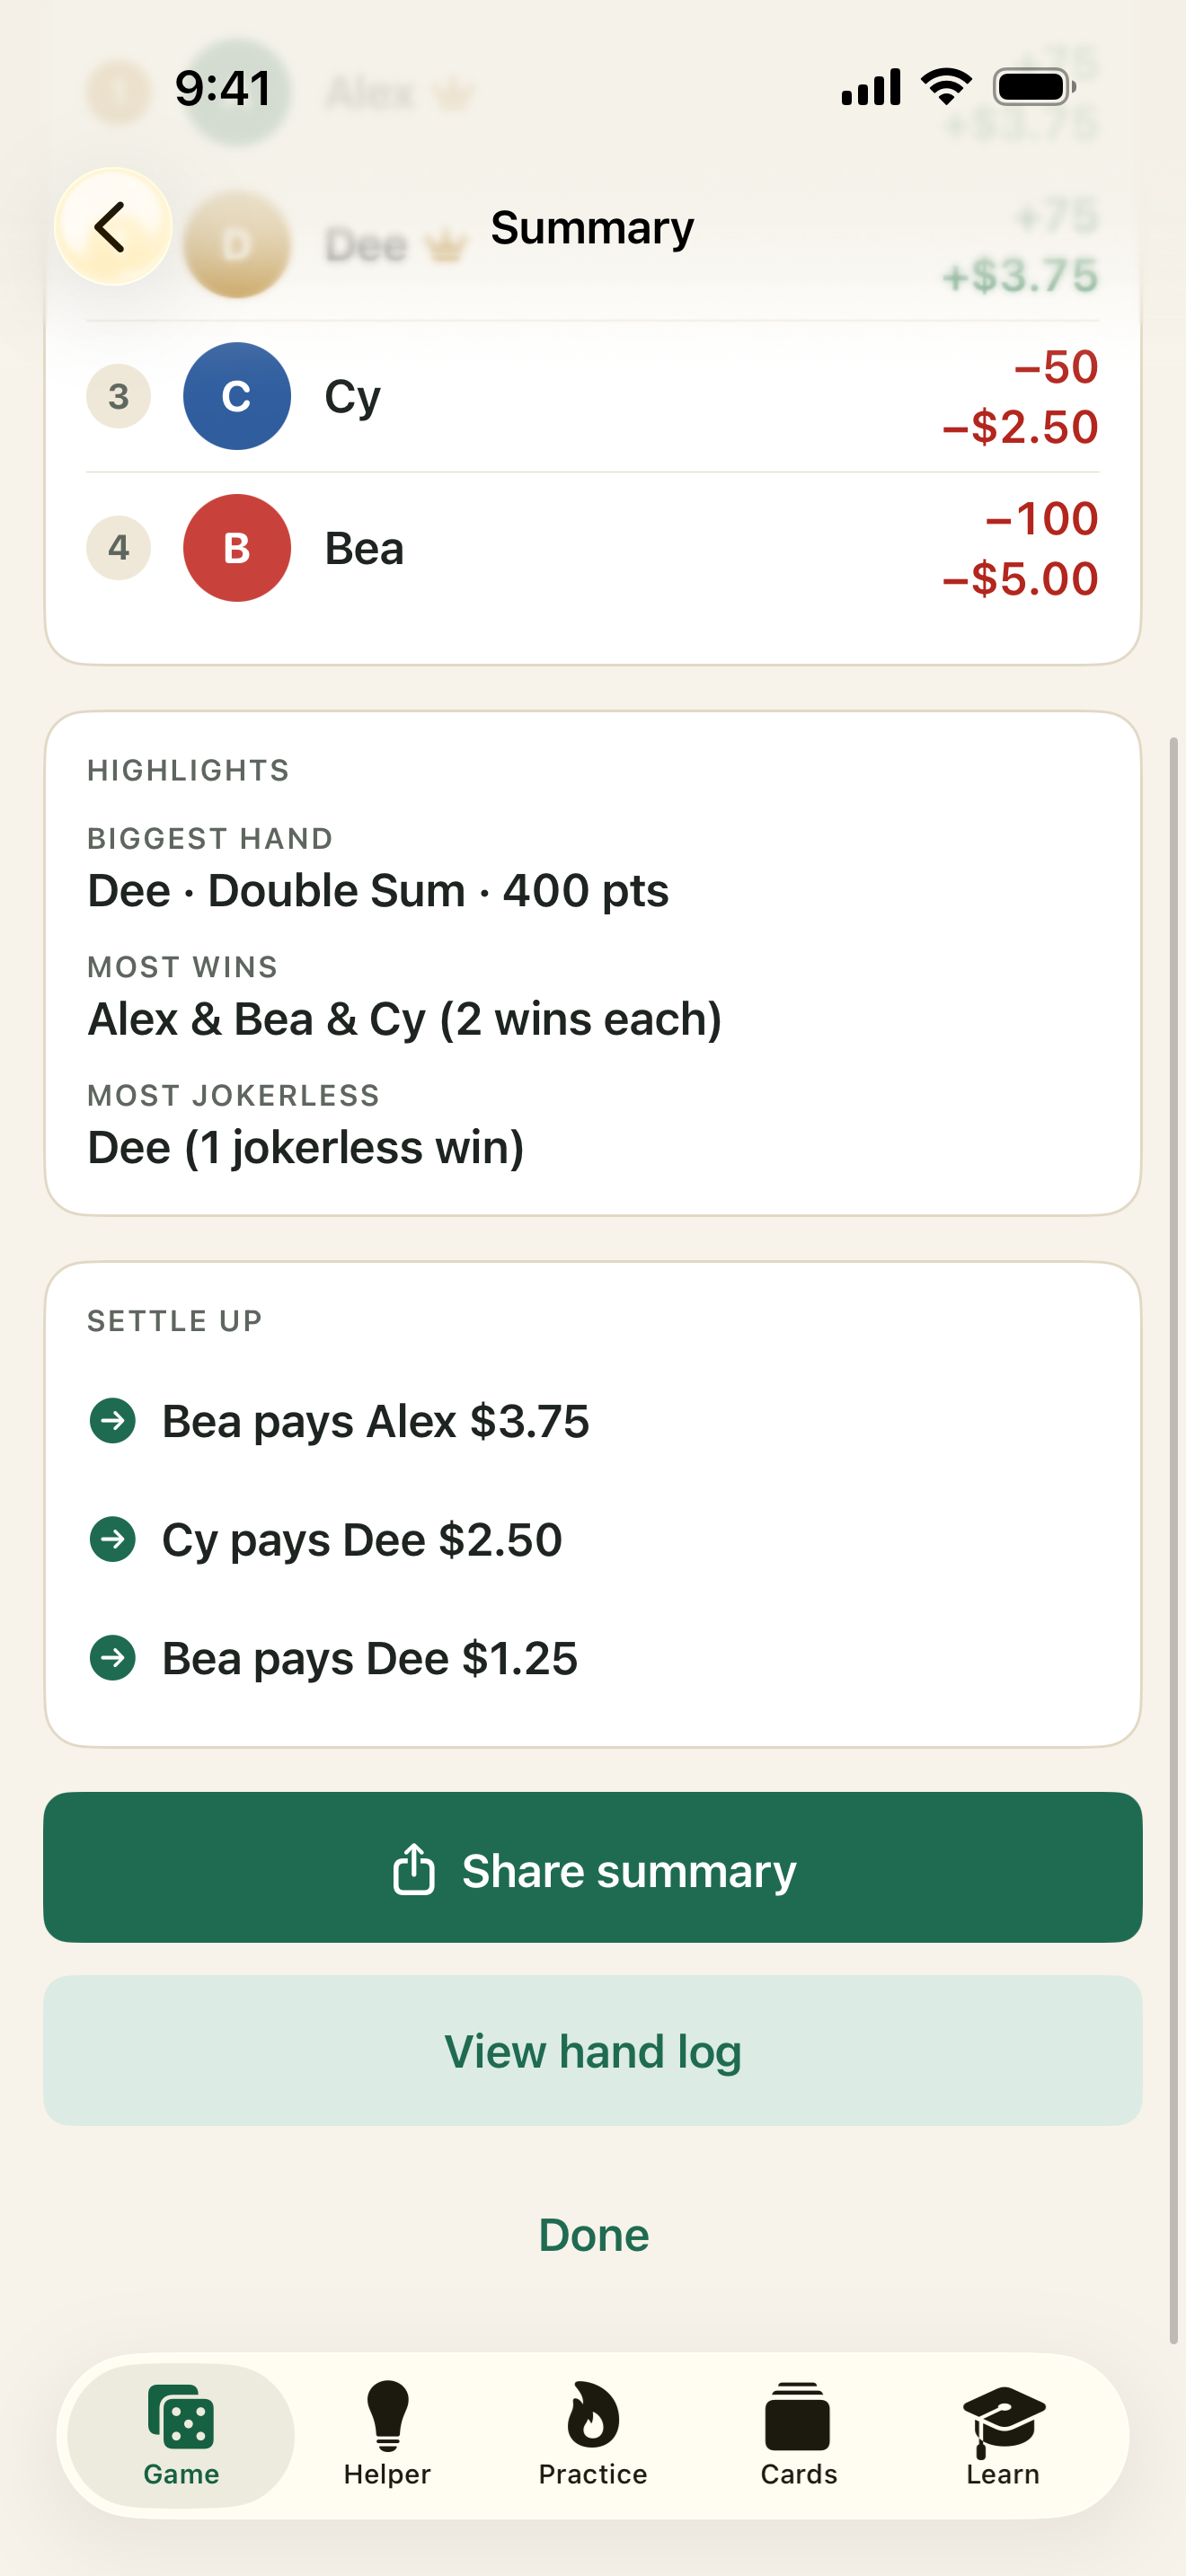 9:41
Alex
+75
+$3.75
Summary
D
Dee
+75
+$3.75
3
C
Cy
–50
–$2.50
4
B
Bea
–100
–$5.00
HIGHLIGHTS
BIGGEST HAND
Dee · Double Sum · 400 pts
MOST WINS
Alex & Bea & Cy (2 wins each)
MOST JOKERLESS
Dee (1 jokerless win)
SETTLE UP
Bea pays Alex $3.75
Cy pays Dee $2.50
Bea pays Dee $1.25
Share summary
View hand log
Done
Game
Helper
Practice
Cards
Learn